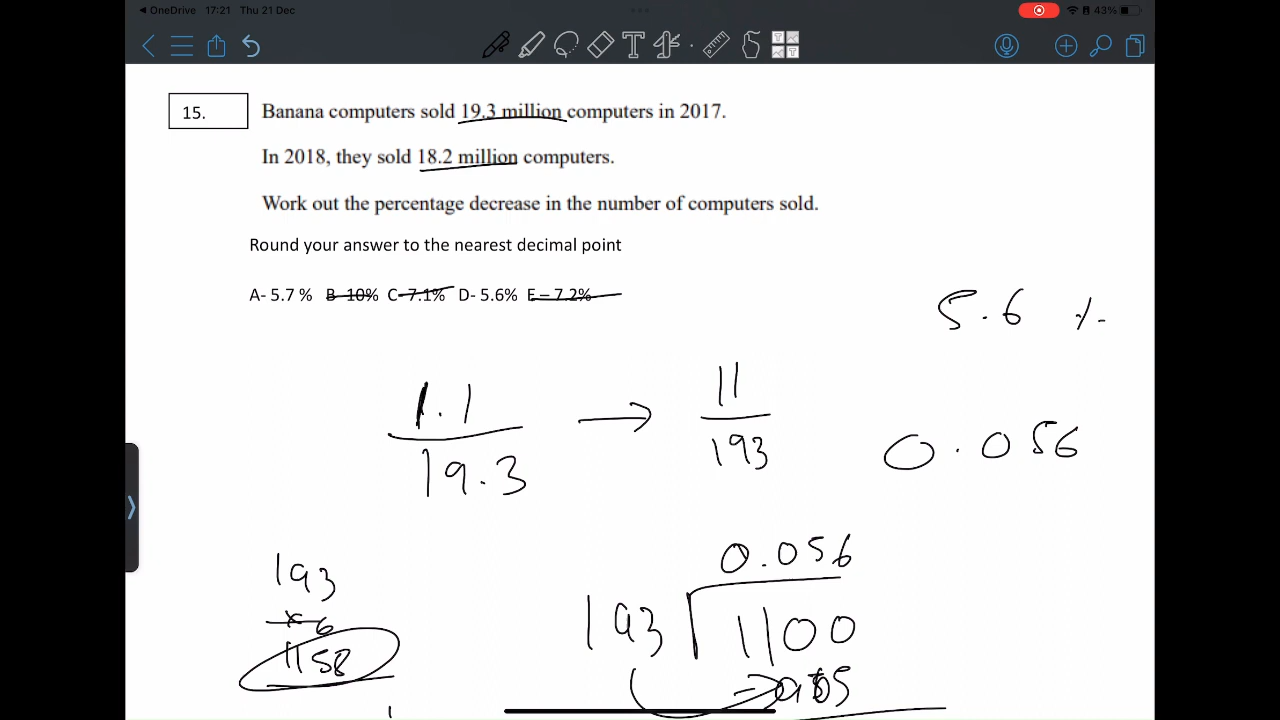 OneDrive 17:21 Thu 21 Dec 43%
15. Banana computers sold 19.3 million computers in 2017.
In 2018, they sold 18.2 million computers.
Work out the percentage decrease in the number of computers sold.
Round your answer to the nearest decimal point
A- 5.7 % B- 10% C- 7.1% D- 5.6% E – 7.2%
5.6 %
1.1
19.3
11
193
0.056
193
x 6
1158
0.056
193 1100